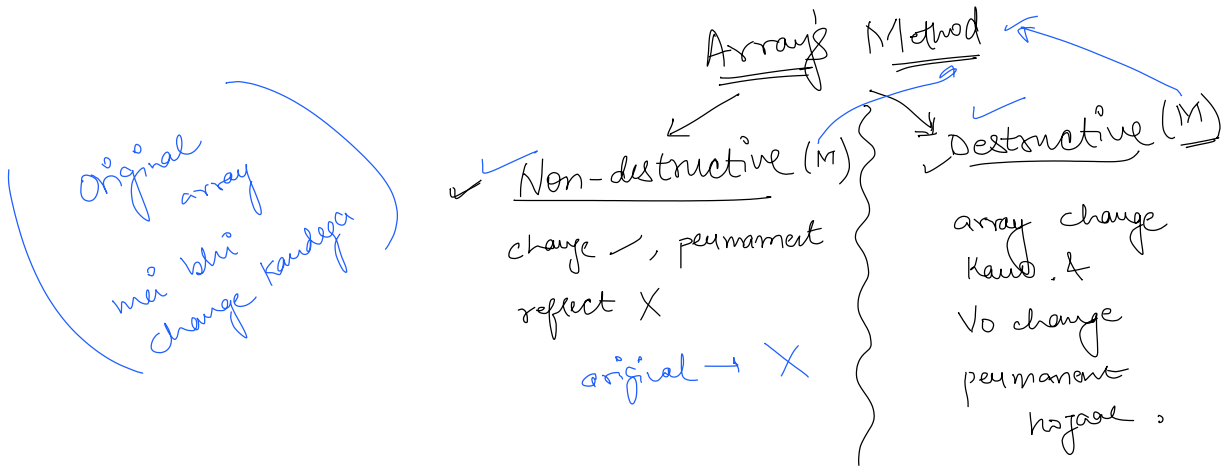 Array's Method
Non-destructive (M)
change ✓, permament
reflect X
original → X
Destructive (M)
array change
Karo. &
Vo change
permanent
hojaae.
Original
array
mei bhi
change kardega